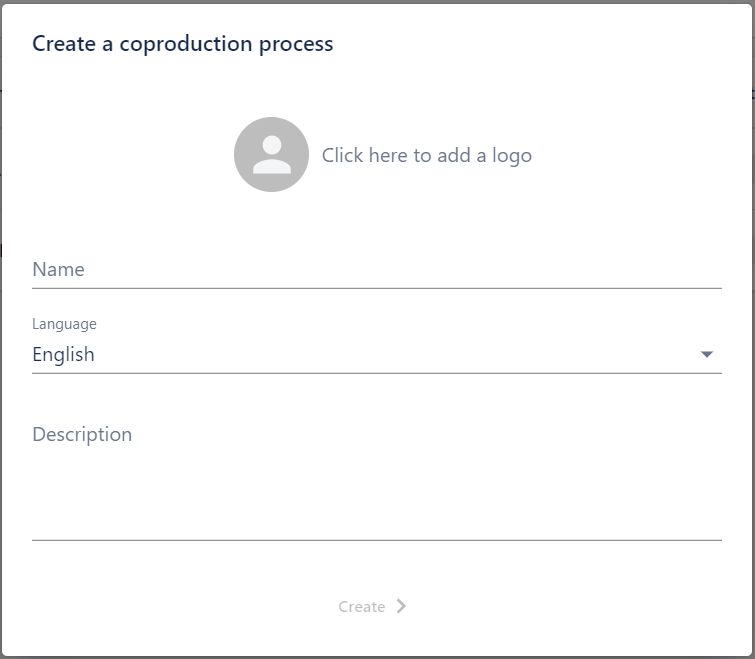 Create a coproduction process
Click here to add a logo
Name
Language
English
Description
Create